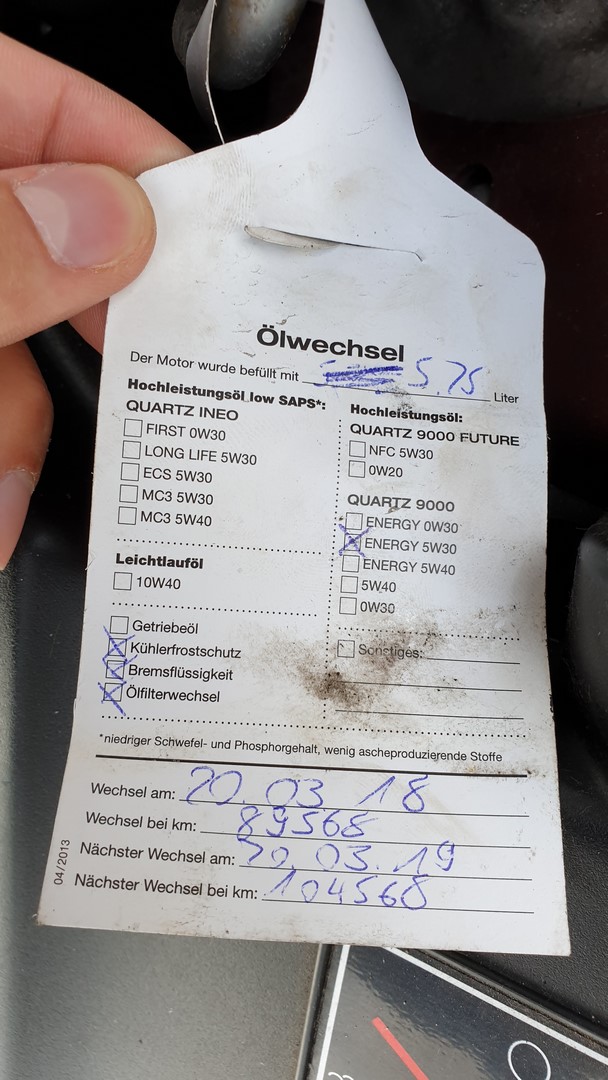 Ölwechsel
Der Motor wurde befüllt mit 5.75 Liter
Hochleistungsöl low SAPS*:
QUARTZ INEO
FIRST 0W30
LONG LIFE 5W30
ECS 5W30
MC3 5W30
MC3 5W40
Leichtlauföl
10W40
Getriebeöl
Kühlerfrostschutz
Bremsflüssigkeit
Ölfilterwechsel
Hochleistungsöl:
QUARTZ 9000 FUTURE
NFC 5W30
0W20
QUARTZ 9000
ENERGY 0W30
ENERGY 5W30
ENERGY 5W40
5W40
0W30
Sonstiges:
*niedriger Schwefel- und Phosphorgehalt, wenig ascheproduzierende Stoffe
Wechsel am: 20.03 18
Wechsel bei km: 89568
Nächster Wechsel am: 20.03.19
Nächster Wechsel bei km: 104568
04/2013